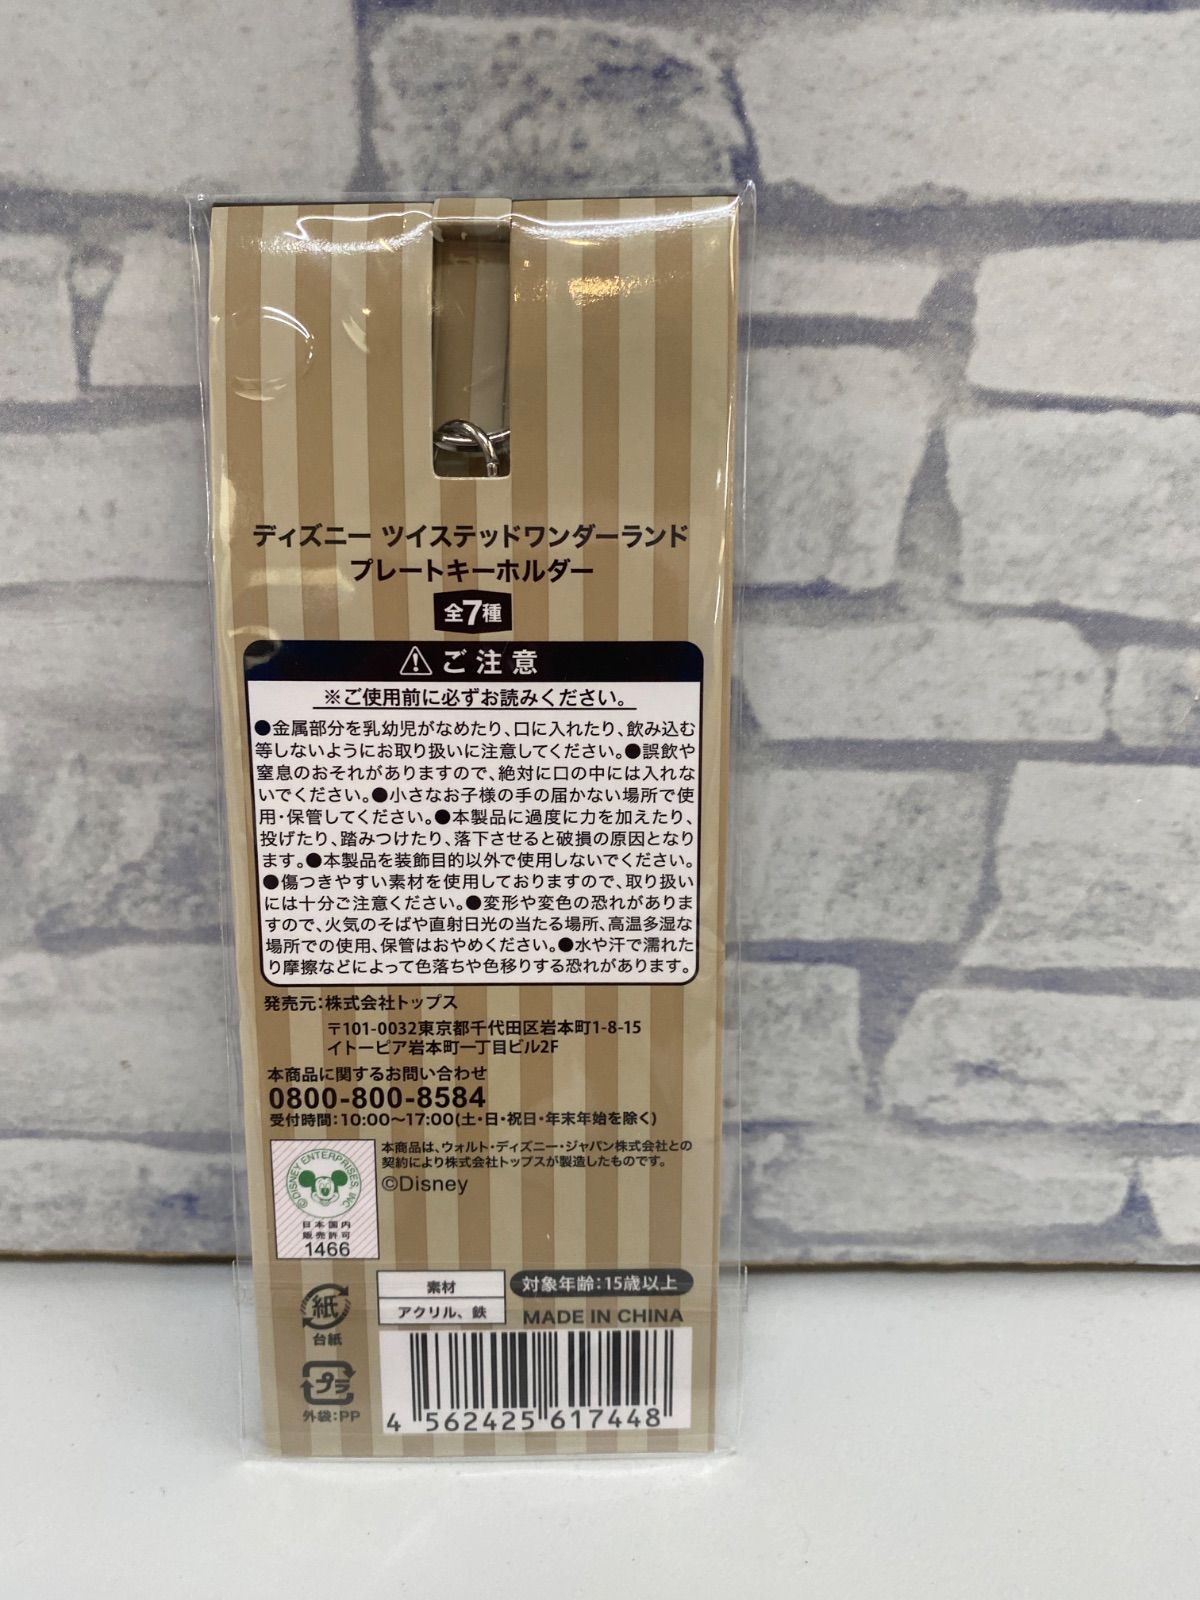 ディズニー ツイステッドワンダーランド
プレートキーホルダー
全7種
ご注意
※ご使用前に必ずお読みください。
●金属部分を乳幼児がなめたり、口に入れたり、飲み込む
等しないようにお取り扱いに注意してください。●誤飲や
窒息のおそれがありますので、絶対に口の中には入れな
いでください。●小さなお子様の手の届かない場所で使
用・保管してください。●本製品に過度に力を加えたり、
投げたり、踏みつけたり、落下させると破損の原因となり
ます。●本製品を装飾目的以外で使用しないでください。
●傷つきやすい素材を使用しておりますので、取り扱い
には十分ご注意ください。●変形や変色の恐れがありま
すので、火気のそばや直射日光の当たる場所、高温多湿な
場所での使用、保管はおやめください。●水や汗で濡れた
り摩擦などによって色落ちや色移りする恐れがあります。
発売元:株式会社トップス
〒101-0032東京都千代田区岩本町1-8-15
イトーピア岩本町一丁目ビル2F
本商品に関するお問い合わせ
0800-800-8584
受付時間:10:00〜17:00(土・日・祝日・年末年始を除く)
本商品は、ウォルト・ディズニー・ジャパン株式会社との
契約により株式会社トップスが製造したものです。
©Disney
©DISNEY ENTERPRISES, INC
日本国内
販売許可
1466
紙
台紙
プラ
外袋:PP
素材
アクリル、鉄
対象年齢:15歳以上
MADE IN CHINA
4 562425 617448